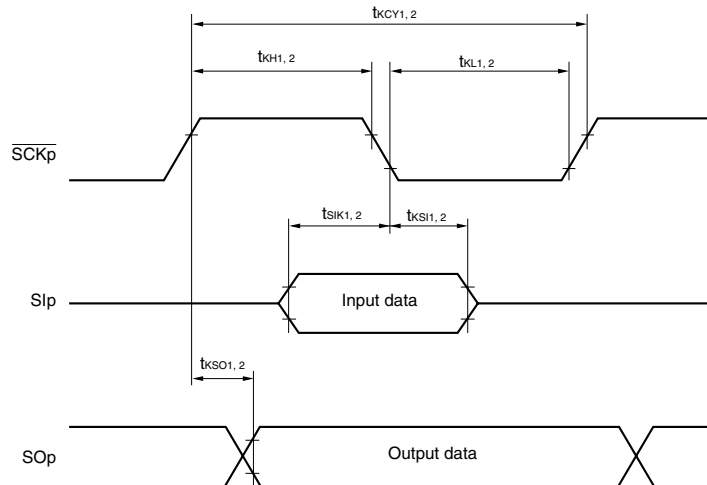 tKCY1, 2
tKH1, 2
tKL1, 2
SCKp
tSIK1, 2
tKSI1, 2
SIp
Input data
tKSO1, 2
SOp
Output data